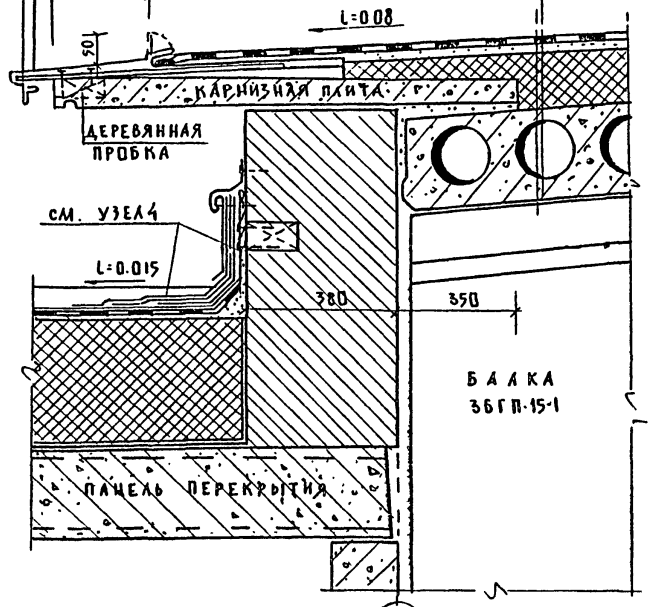 i=0.08
50
КАРНИЗНАЯ ПЛИТА
ДЕРЕВЯННАЯ
ПРОБКА
СМ. УЗЕЛ 4
i=0.015
380
350
БАЛКА
3БГП-15-1
ПАНЕЛЬ ПЕРЕКРЫТИЯ